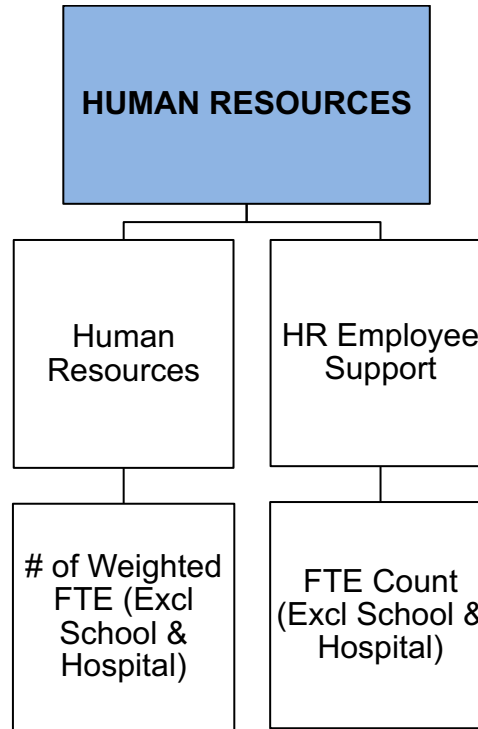 HUMAN RESOURCES
Human
Resources
HR Employee
Support
# of Weighted
FTE (Excl
School &
Hospital)
FTE Count
(Excl School &
Hospital)